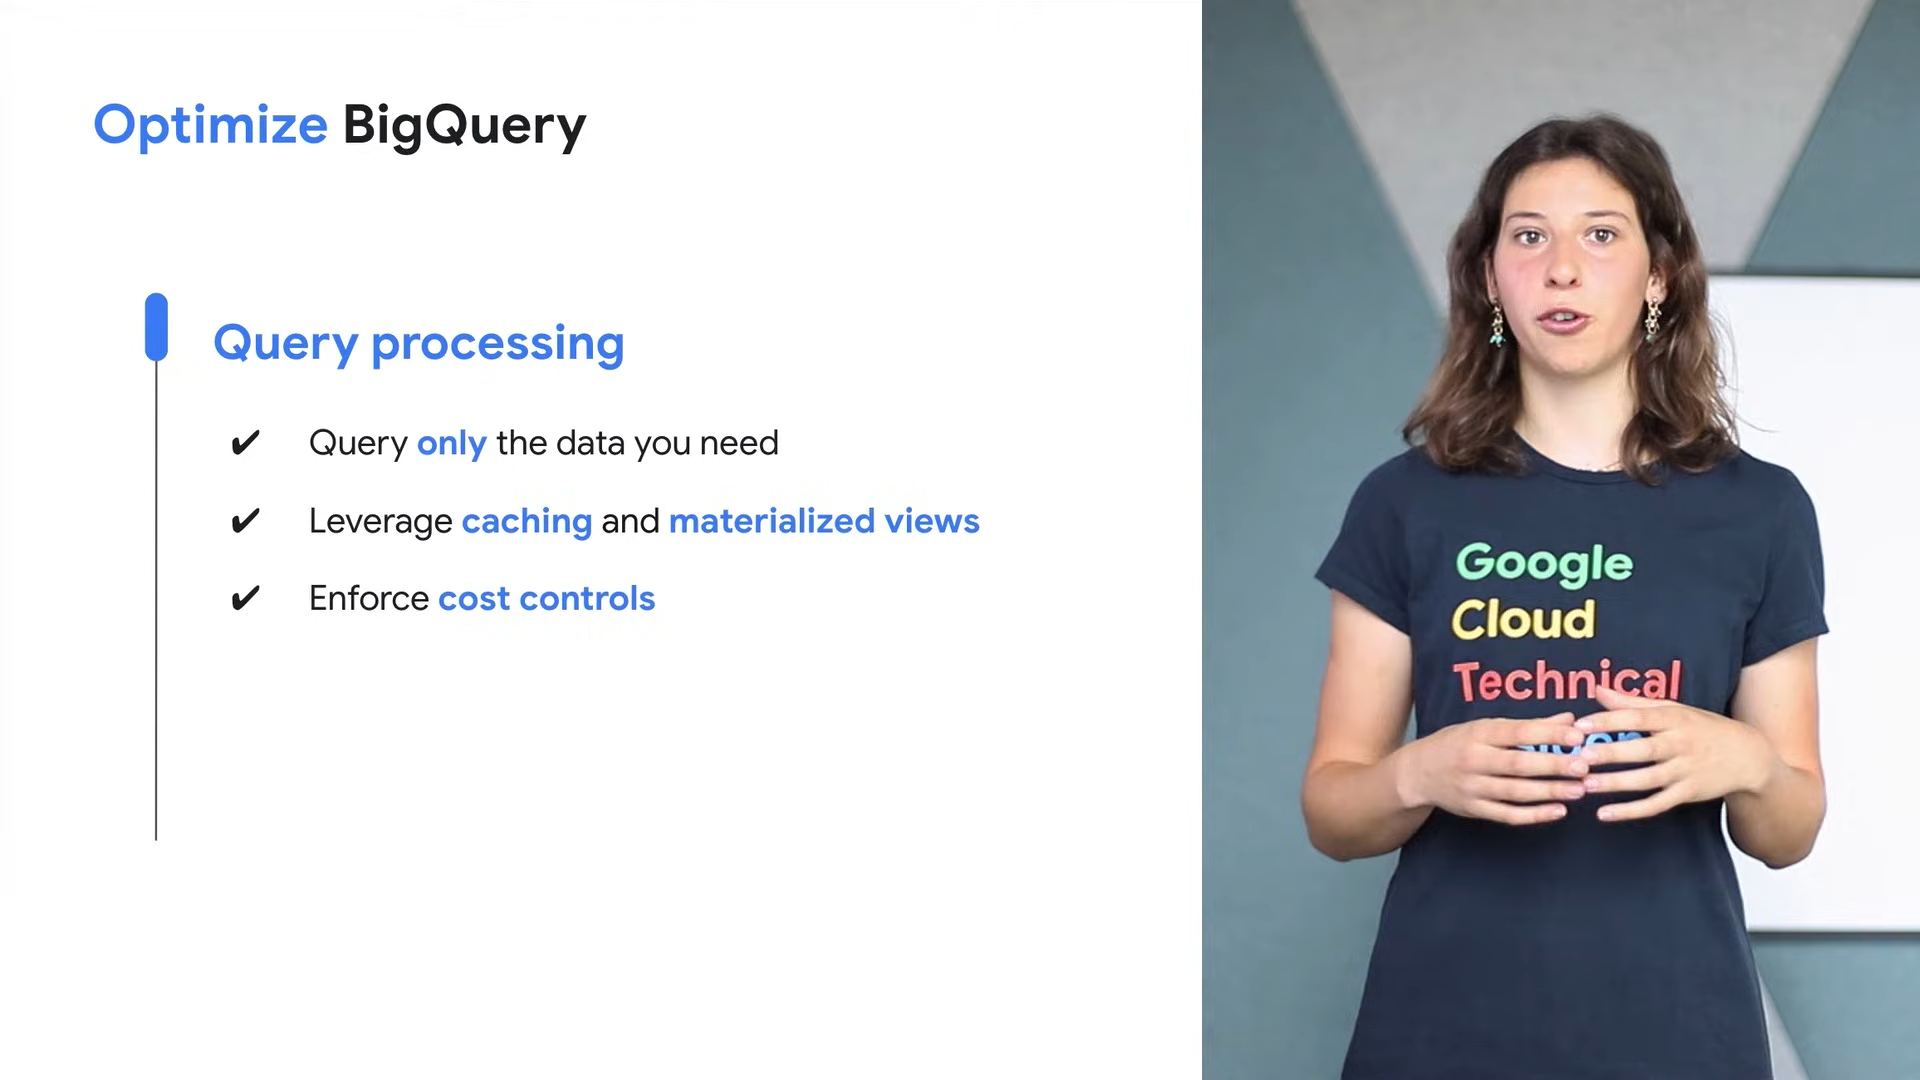 Optimize BigQuery
Query processing
✔ Query only the data you need
✔ Leverage caching and materialized views
✔ Enforce cost controls
Google
Cloud
Technical